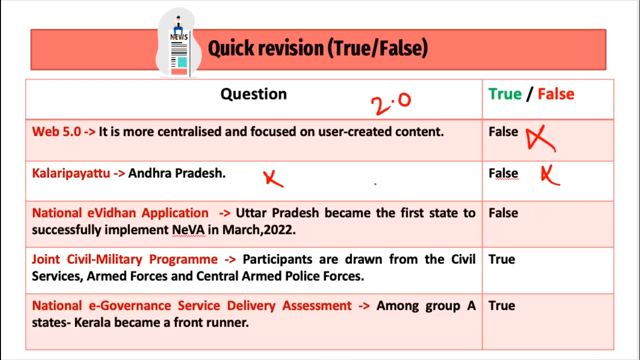 NEWS
Quick revision (True/False)
Question
True / False
2.0
Web 5.0 -> It is more centralised and focused on user-created content.
False
Kalaripayattu -> Andhra Pradesh.
False
National eVidhan Application -> Uttar Pradesh became the first state to
successfully implement NeVA in March,2022.
False
Joint Civil-Military Programme -> Participants are drawn from the Civil
Services, Armed Forces and Central Armed Police Forces.
True
National e-Governance Service Delivery Assessment -> Among group A
states- Kerala became a front runner.
True